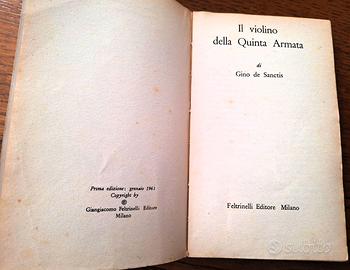 Prima edizione: gennaio 1961
Copyright by
©
Giangiacomo Feltrinelli Editore
Milano
Il violino
della Quinta Armata
di
Gino de Sanctis
Feltrinelli Editore Milano
subito